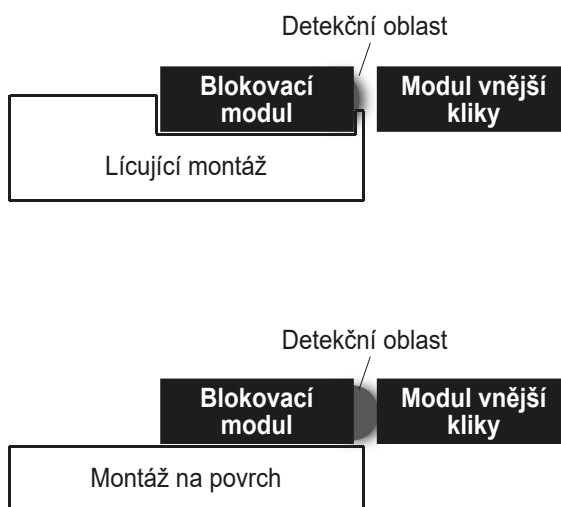 Detekční oblast
Blokovací
modul
Modul vnější
kliky
Lícující montáž
Detekční oblast
Blokovací
modul
Modul vnější
kliky
Montáž na povrch